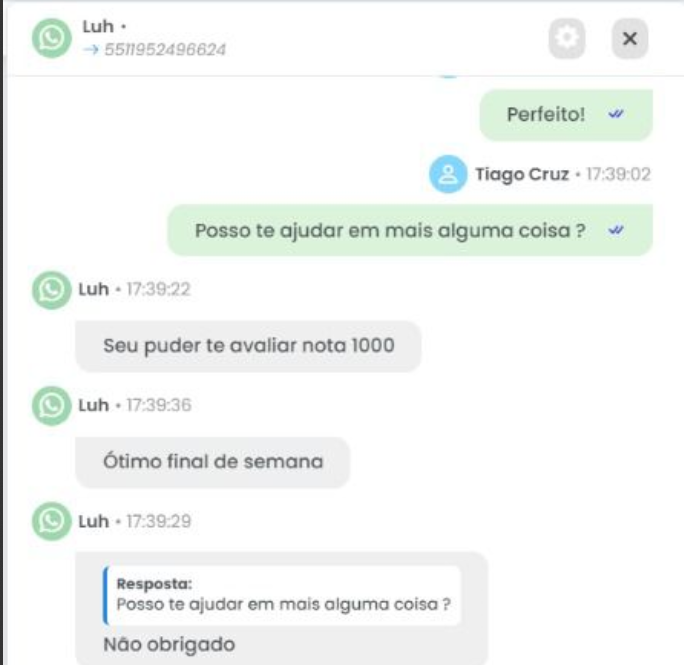 Luh •
→ 5511952496624
Perfeito!
Tiago Cruz • 17:39:02
Posso te ajudar em mais alguma coisa ?
Luh • 17:39:22
Seu puder te avaliar nota 1000
Luh • 17:39:36
Ótimo final de semana
Luh • 17:39:29
Resposta:
Posso te ajudar em mais alguma coisa ?
Não obrigado